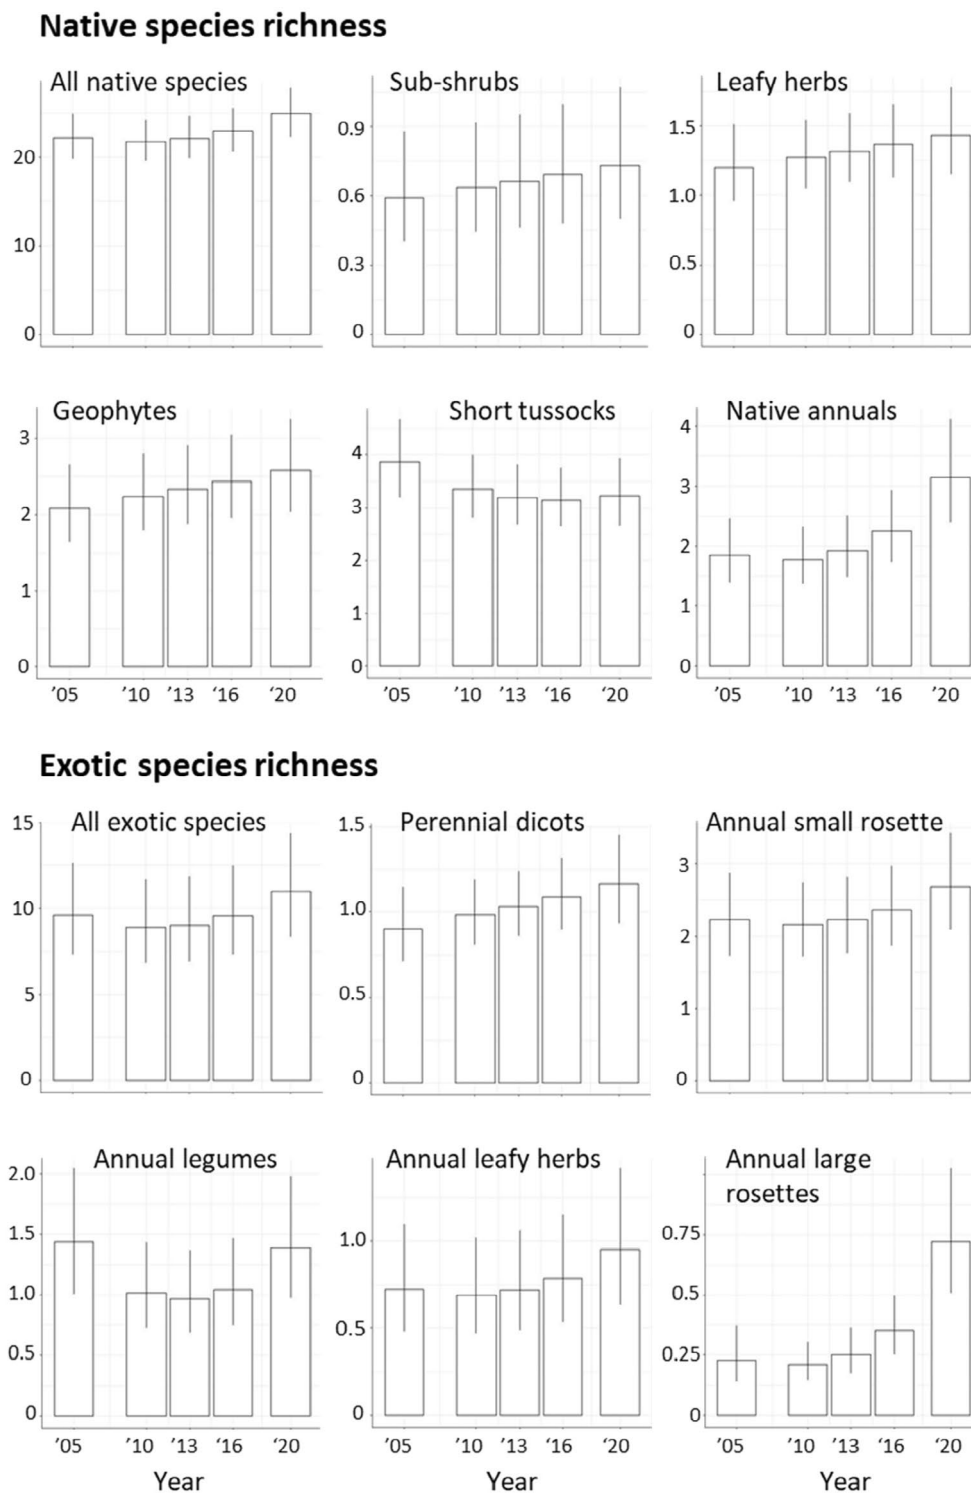 Native species richness
All native species
Sub-shrubs
Leafy herbs
20
10
0
0.9
0.6
0.3
0
1.5
1.0
0.5
0
Geophytes
Short tussocks
Native annuals
3
2
1
0
4
3
2
1
0
4
3
2
1
0
’05 ’10 ’13 ‘16 ‘20
’05 ’10 ’13 ‘16 ‘20
’05 ’10 ’13 ‘16 ‘20
Exotic species richness
All exotic species
Perennial dicots
Annual small rosette
15
10
5
0
1.5
1.0
0.5
0
3
2
1
0
Annual legumes
Annual leafy herbs
Annual large
rosettes
2.0
1.5
1.0
0.5
0
1.0
0.5
0
0.75
0.5
0.25
0
’05 ’10 ’13 ‘16 ‘20
’05 ’10 ’13 ‘16 ‘20
’05 ’10 ’13 ‘16 ‘20
Year
Year
Year